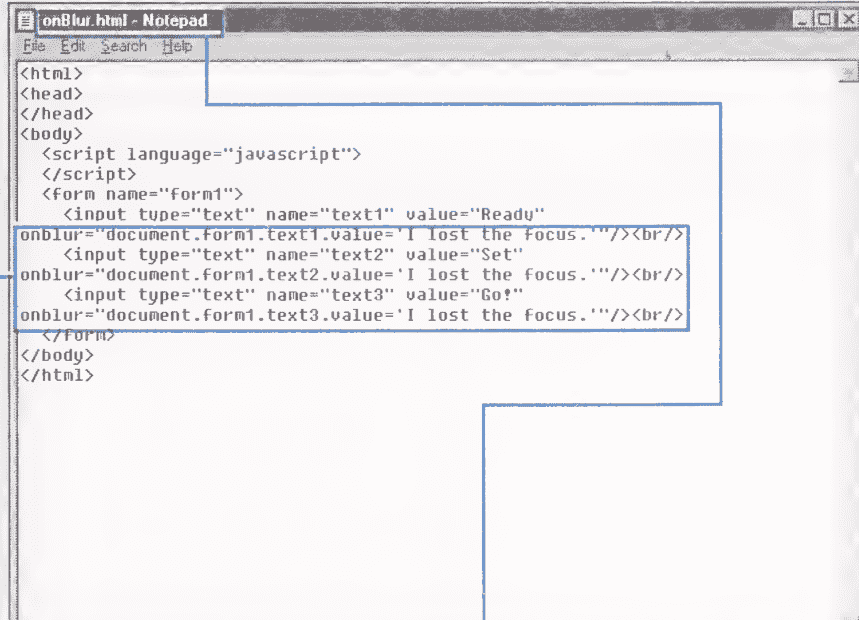 onBlur.html - Notepad
File Edit Search Help
<html>
<head>
</head>
<body>
<script language="javascript">
</script>
<form name="form1">
<input type="text" name="text1" value="Ready"
onblur="document.form1.text1.value='I lost the focus.'"/><br/>
<input type="text" name="text2" value="Set"
onblur="document.form1.text2.value='I lost the focus.'"/><br/>
<input type="text" name="text3" value="Go!"
onblur="document.form1.text3.value='I lost the focus.'"/><br/>
</form>
</body>
</html>